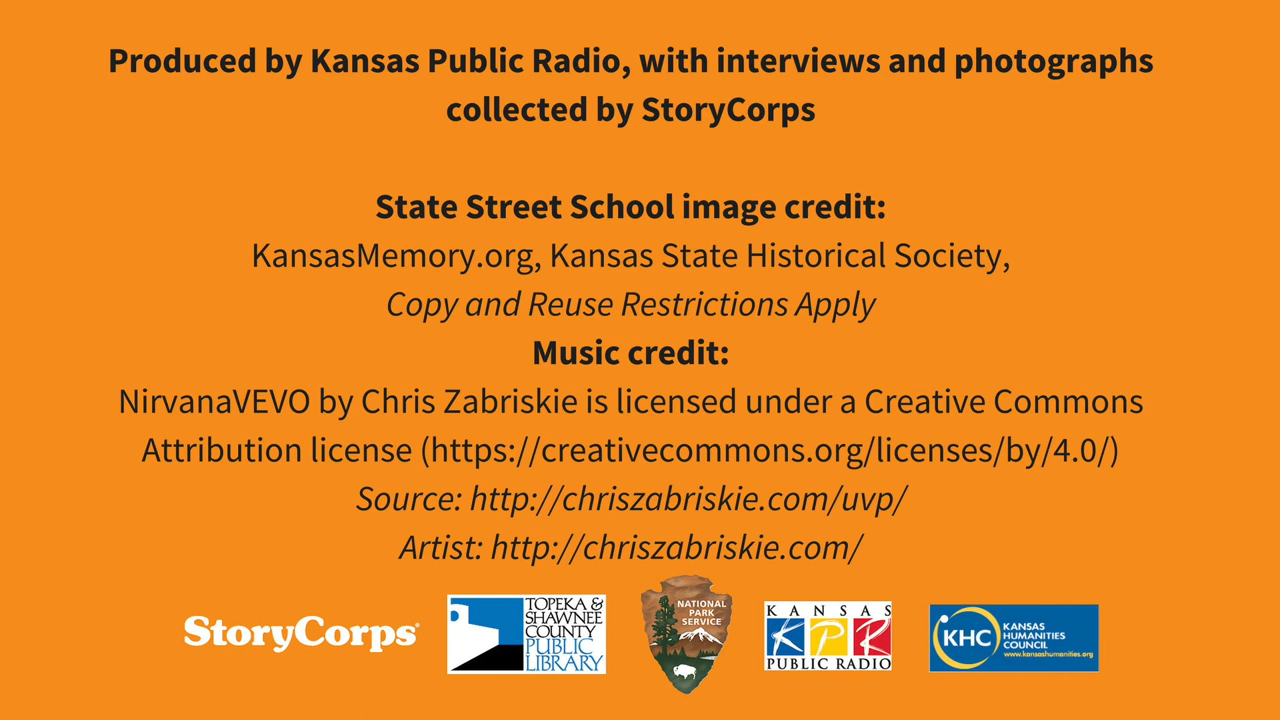 Produced by Kansas Public Radio, with interviews and photographs
collected by StoryCorps
State Street School image credit:
KansasMemory.org, Kansas State Historical Society,
Copy and Reuse Restrictions Apply
Music credit:
NirvanaVEVO by Chris Zabriskie is licensed under a Creative Commons
Attribution license (https://creativecommons.org/licenses/by/4.0/)
Source: http://chriszabriskie.com/uvp/
Artist: http://chriszabriskie.com/
StoryCorps
TOPEKA &
SHAWNEE
COUNTY
PUBLIC
LIBRARY
NATIONAL
PARK
SERVICE
KANSAS
KPR
PUBLIC RADIO
KHC
KANSAS
HUMANITIES
COUNCIL
www.kansashumanities.org